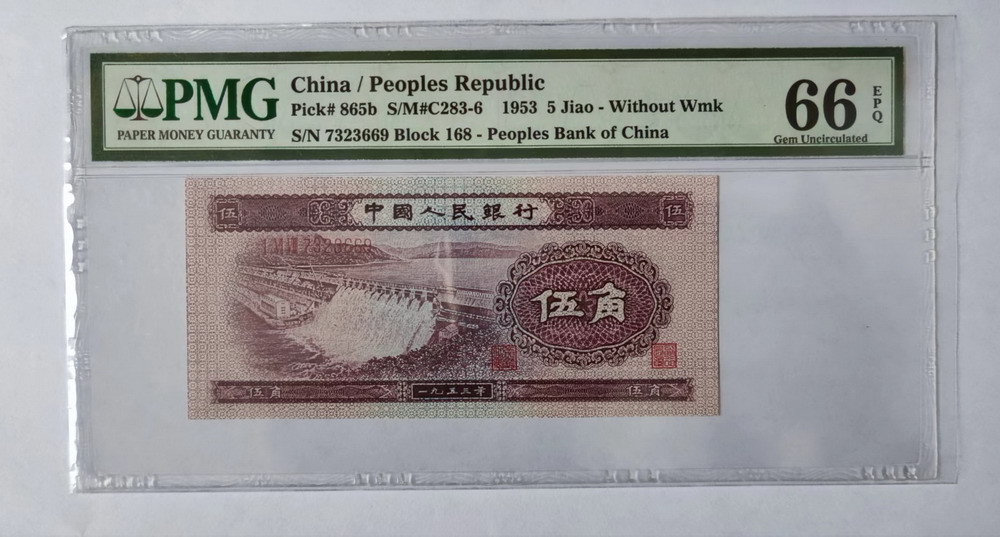 PMG
PAPER MONEY GUARANTY
China / Peoples Republic
Pick# 865b S/M#C283-6 1953 5 Jiao - Without Wmk
S/N 7323669 Block 168 - Peoples Bank of China
66
EPQ
Gem Uncirculated
伍
中國人民銀行
伍
7323669
伍角
伍角
一九五三年
伍角